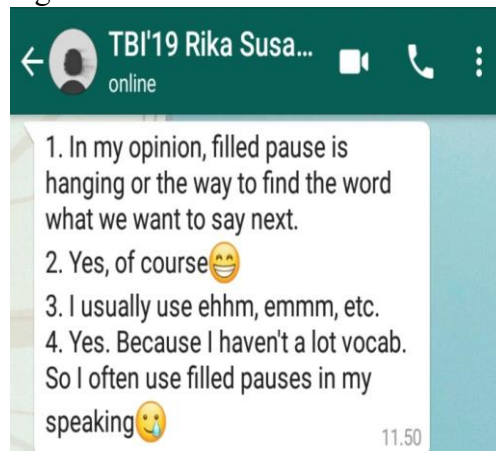 TBI'19 Rika Susa...
online
1. In my opinion, filled pause is
hanging or the way to find the word
what we want to say next.
2. Yes, of course😁
3. I usually use ehhm, emmm, etc.
4. Yes. Because I haven't a lot vocab.
So I often use filled pauses in my
speaking🥲
11.50